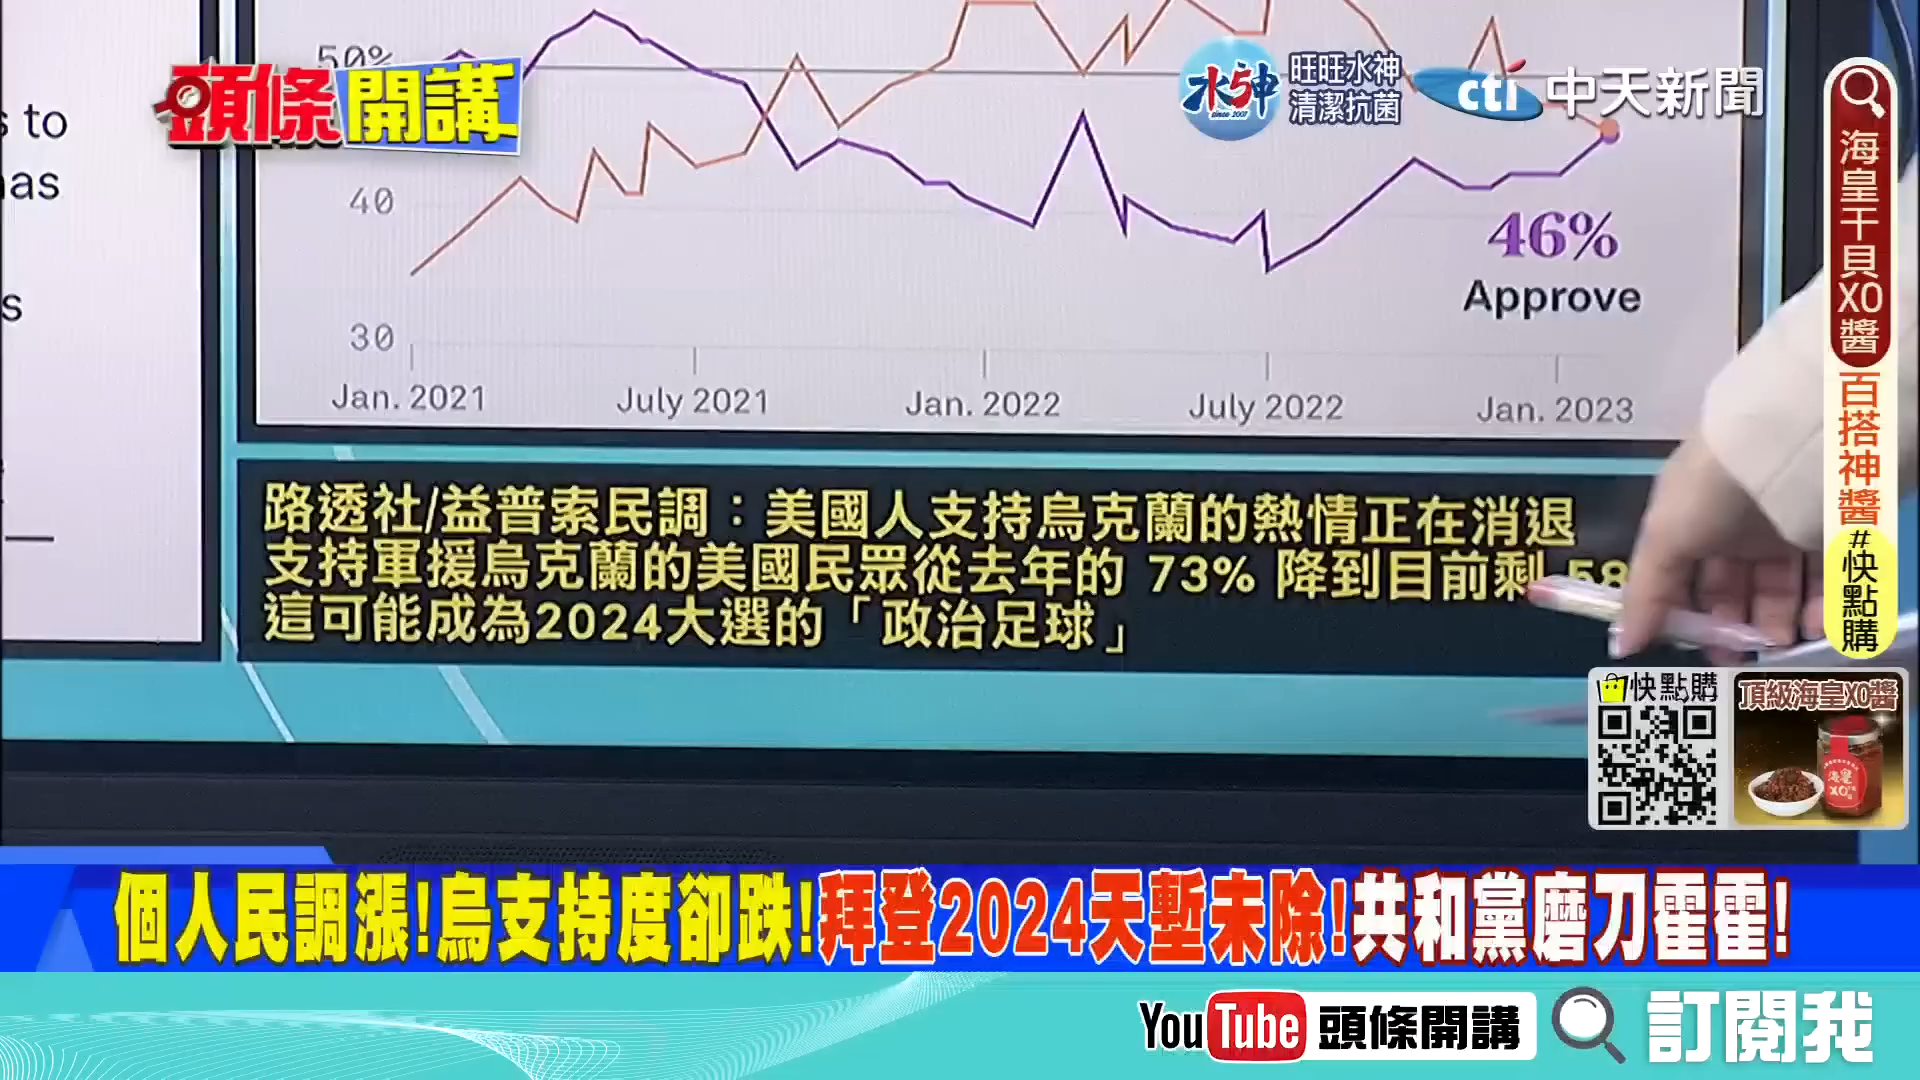 50%
頭條開講
水神
since 2007
旺旺水神
清潔抗菌
cti 中天新聞
to
as
s
40
30
46%
Approve
Jan. 2021
July 2021
Jan. 2022
July 2022
Jan. 2023
路透社/益普索民調：美國人支持烏克蘭的熱情正在消退
支持軍援烏克蘭的美國民眾從去年的 73% 降到目前剩 58
這可能成為2024大選的「政治足球」
海皇干貝XO醬
百搭神醬
#快點購
快點購
頂級海皇XO醬
海皇
XO
個人民調漲!烏支持度卻跌!拜登2024天塹未除!共和黨磨刀霍霍!
YouTube 頭條開講
訂閱我